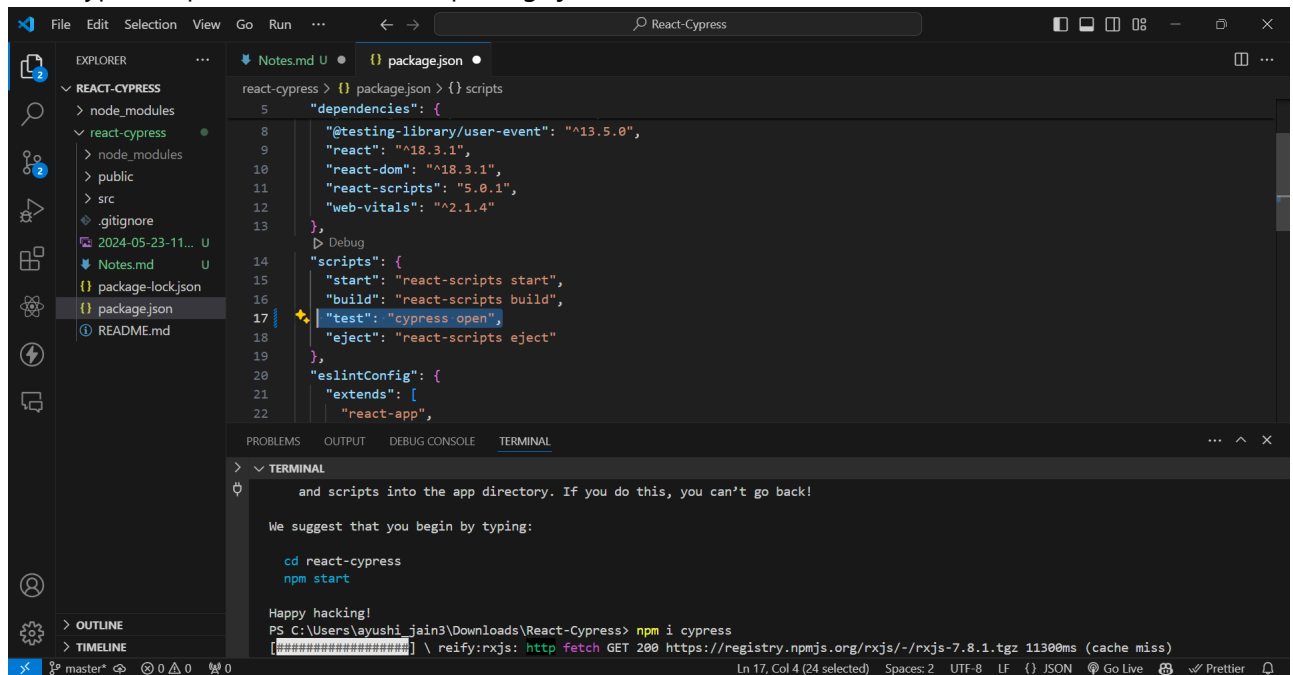 File Edit Selection View Go Run ··· ← → React-Cypress
EXPLORER ···
REACT-CYPRESS
> node_modules
react-cypress
> node_modules
> public
> src
.gitignore
2024-05-23-11... U
Notes.md U
{} package-lock.json
{} package.json
README.md
> OUTLINE
> TIMELINE
Notes.md U ● {} package.json ●
react-cypress > {} package.json > {} scripts
5 "dependencies": {
8 "@testing-library/user-event": "^13.5.0",
9 "react": "^18.3.1",
10 "react-dom": "^18.3.1",
11 "react-scripts": "5.0.1",
12 "web-vitals": "^2.1.4"
13 },
Debug
14 "scripts": {
15 "start": "react-scripts start",
16 "build": "react-scripts build",
17 "test": "cypress open",
18 "eject": "react-scripts eject"
19 },
20 "eslintConfig": {
21 "extends": [
22 "react-app",
PROBLEMS OUTPUT DEBUG CONSOLE TERMINAL
TERMINAL
and scripts into the app directory. If you do this, you can’t go back!
We suggest that you begin by typing:
cd react-cypress
npm start
Happy hacking!
PS C:\Users\ayushi_jain3\Downloads\React-Cypress> npm i cypress
[##################] \ reify:rxjs: http fetch GET 200 https://registry.npmjs.org/rxjs/-/rxjs-7.8.1.tgz 11300ms (cache miss)
master* 0 0 0 Ln 17, Col 4 (24 selected) Spaces: 2 UTF-8 LF {} JSON Go Live Prettier